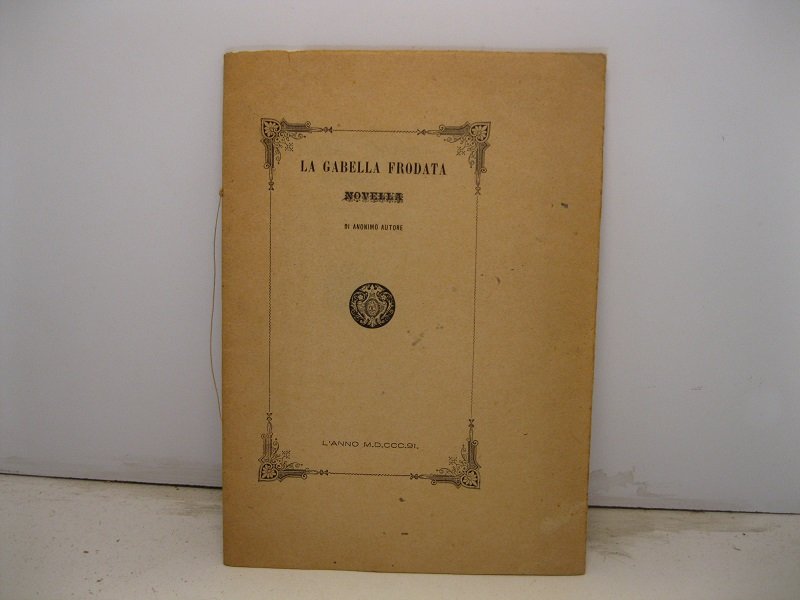 LA GABELLA FRODATA
NOVELLA
DI ANONIMO AUTORE
L'ANNO M.D.CCC.91.